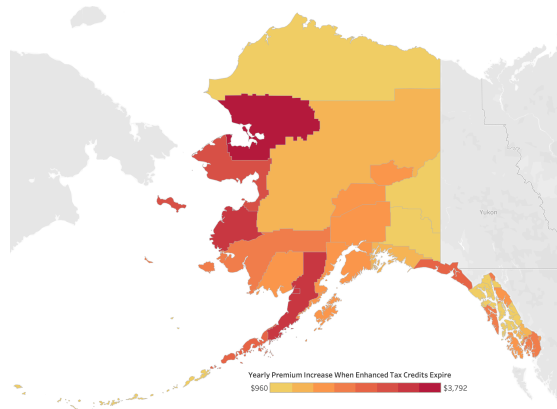 Yukon
Yearly Premium Increase When Enhanced Tax Credits Expire
$960 $3,792